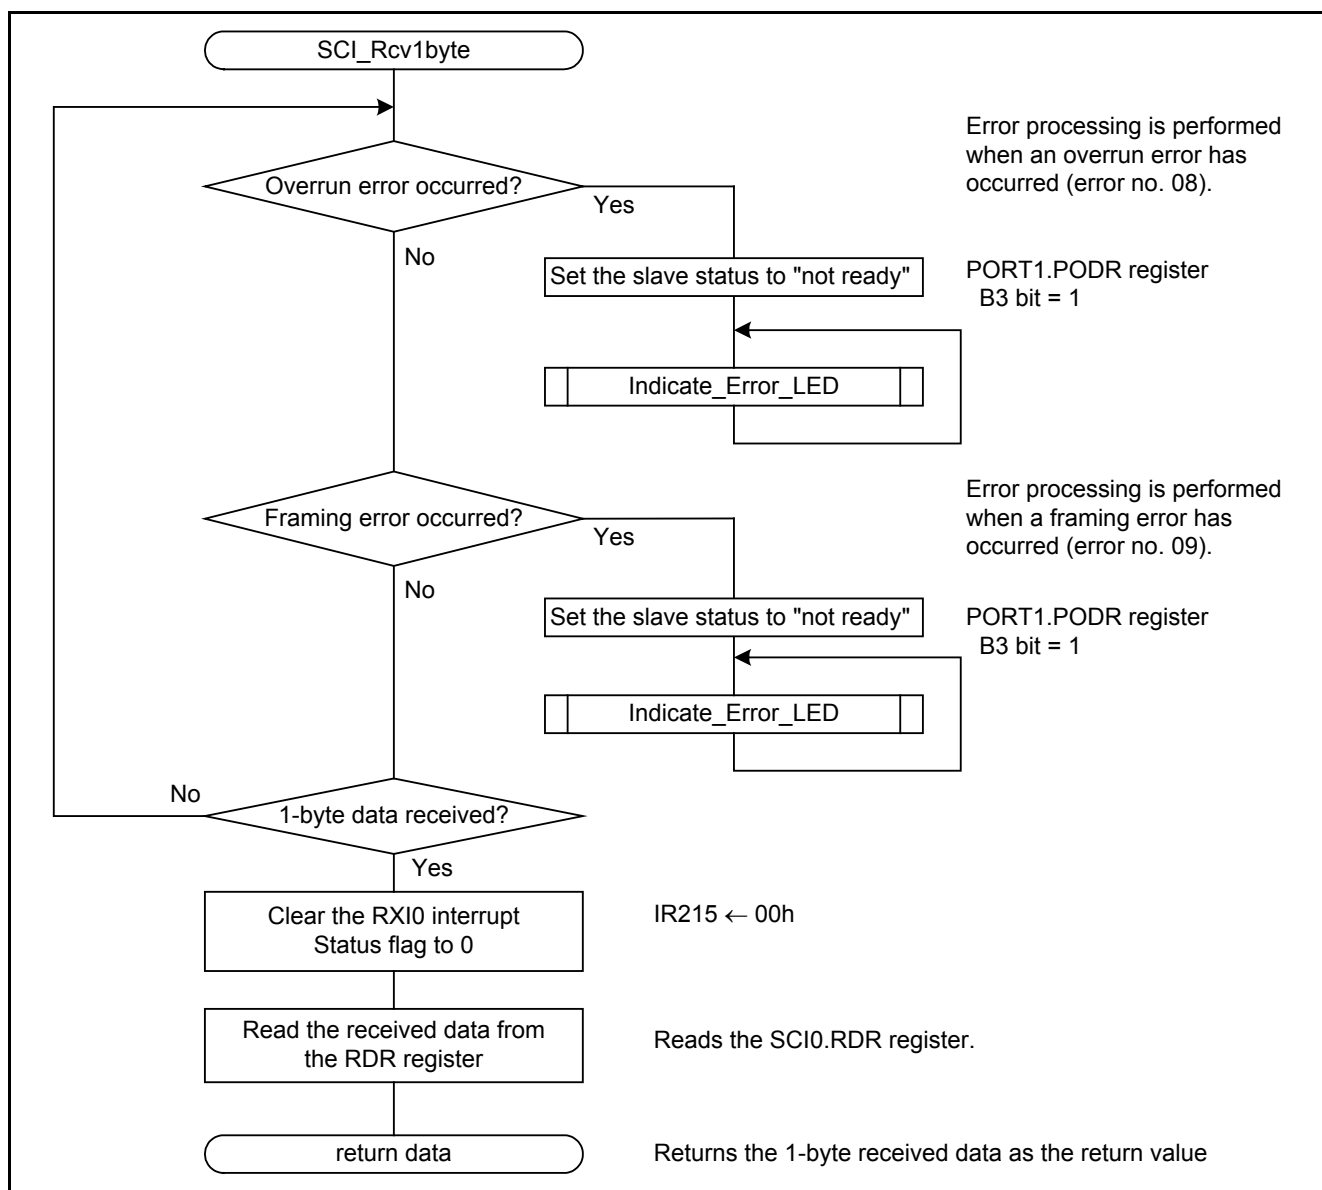 SCI_Rcv1byte
Error processing is performed
when an overrun error has
occurred (error no. 08).
Overrun error occurred?
Yes
No
Set the slave status to "not ready"
PORT1.PODR register
B3 bit = 1
Indicate_Error_LED
Error processing is performed
when a framing error has
occurred (error no. 09).
Framing error occurred?
Yes
No
Set the slave status to "not ready"
PORT1.PODR register
B3 bit = 1
Indicate_Error_LED
No
1-byte data received?
Yes
Clear the RXI0 interrupt
Status flag to 0
IR215 ← 00h
Read the received data from
the RDR register
Reads the SCI0.RDR register.
return data
Returns the 1-byte received data as the return value